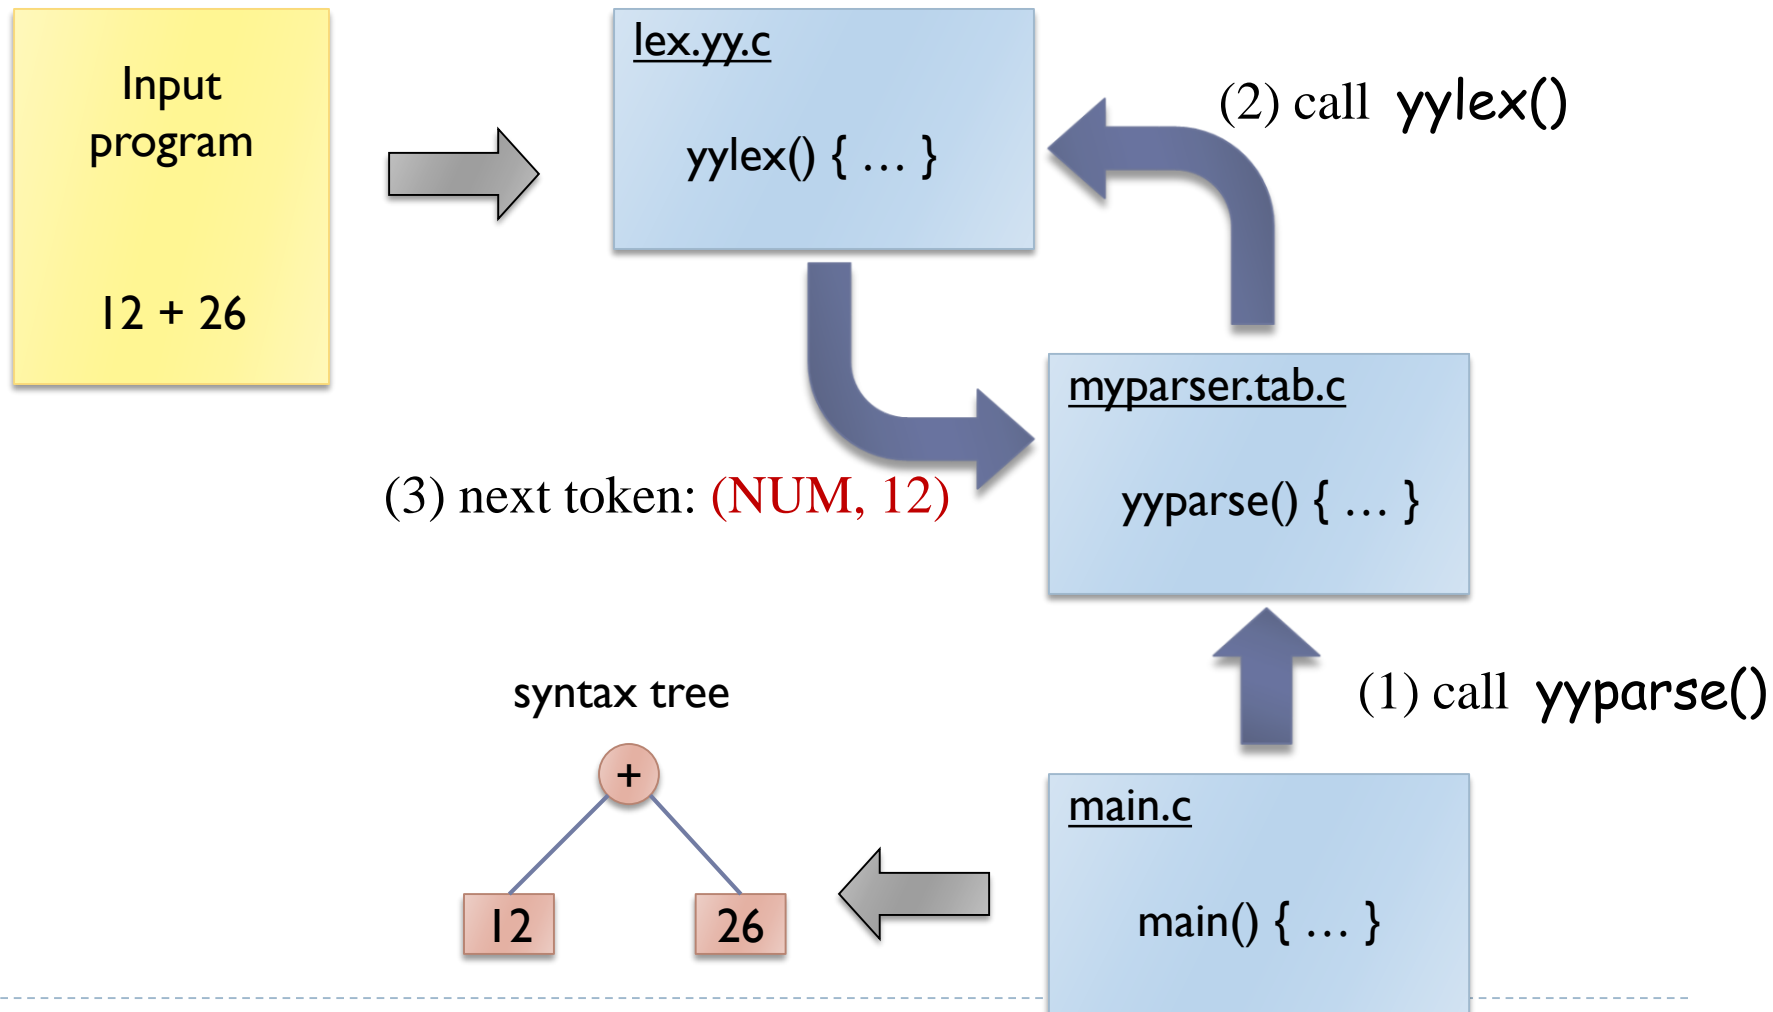 Input
program
12 + 26
lex.yy.c
yylex() { … }
(2) call yylex()
myparser.tab.c
yyparse() { … }
(3) next token: (NUM, 12)
(1) call yyparse()
syntax tree
+
12
26
main.c
main() { … }